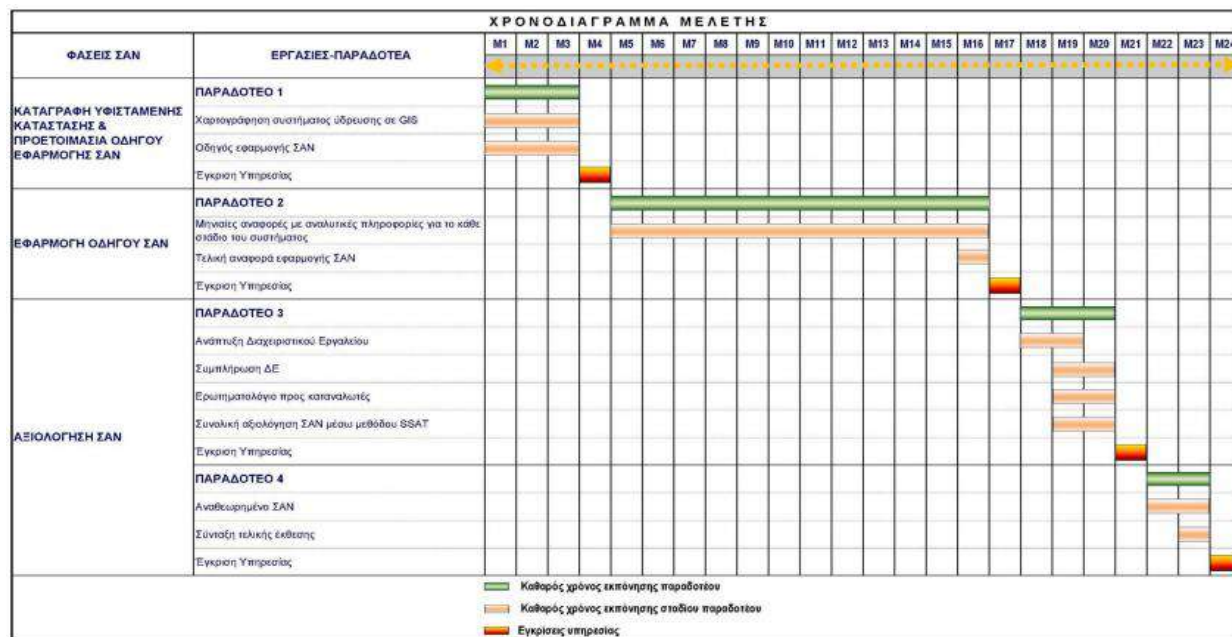 ΧΡΟΝΟΔΙΑΓΡΑΜΜΑ ΜΕΛΕΤΗΣ
ΦΑΣΕΙΣ ΣΑΝ ΕΡΓΑΣΙΕΣ-ΠΑΡΑΔΟΤΕΑ M1 M2 M3 M4 M5 M6 M7 M8 M9 M10 M11 M12 M13 M14 M15 M16 M17 M18 M19 M20 M21 M22 M23 M24
ΚΑΤΑΓΡΑΦΗ ΥΦΙΣΤΑΜΕΝΗΣ
ΚΑΤΑΣΤΑΣΗΣ &
ΠΡΟΕΤΟΙΜΑΣΙΑ ΟΔΗΓΟΥ
ΕΦΑΡΜΟΓΗΣ ΣΑΝ
ΠΑΡΑΔΟΤΕΟ 1
Χαρτογράφηση συστήματος ύδρευσης σε GIS
Οδηγός εφαρμογής ΣΑΝ
Έγκριση Υπηρεσίας
ΕΦΑΡΜΟΓΗ ΟΔΗΓΟΥ ΣΑΝ
ΠΑΡΑΔΟΤΕΟ 2
Μηνιαίες αναφορές με αναλυτικές πληροφορίες για το κάθε
στάδιο του συστήματος
Τελική αναφορά εφαρμογής ΣΑΝ
Έγκριση Υπηρεσίας
ΑΞΙΟΛΟΓΗΣΗ ΣΑΝ
ΠΑΡΑΔΟΤΕΟ 3
Ανάπτυξη Διαχειριστικού Εργαλείου
Συμπλήρωση ΔΕ
Ερωτηματολόγιο προς καταναλωτές
Συνολική αξιολόγηση ΣΑΝ μέσω μεθόδου SSAT
Έγκριση Υπηρεσίας
ΠΑΡΑΔΟΤΕΟ 4
Αναθεωρημένο ΣΑΝ
Σύνταξη τελικής έκθεσης
Έγκριση Υπηρεσίας
Καθαρός χρόνος εκπόνησης παραδοτέου
Καθαρός χρόνος εκπόνησης σταδίου παραδοτέου
Εγκρίσεις υπηρεσίας